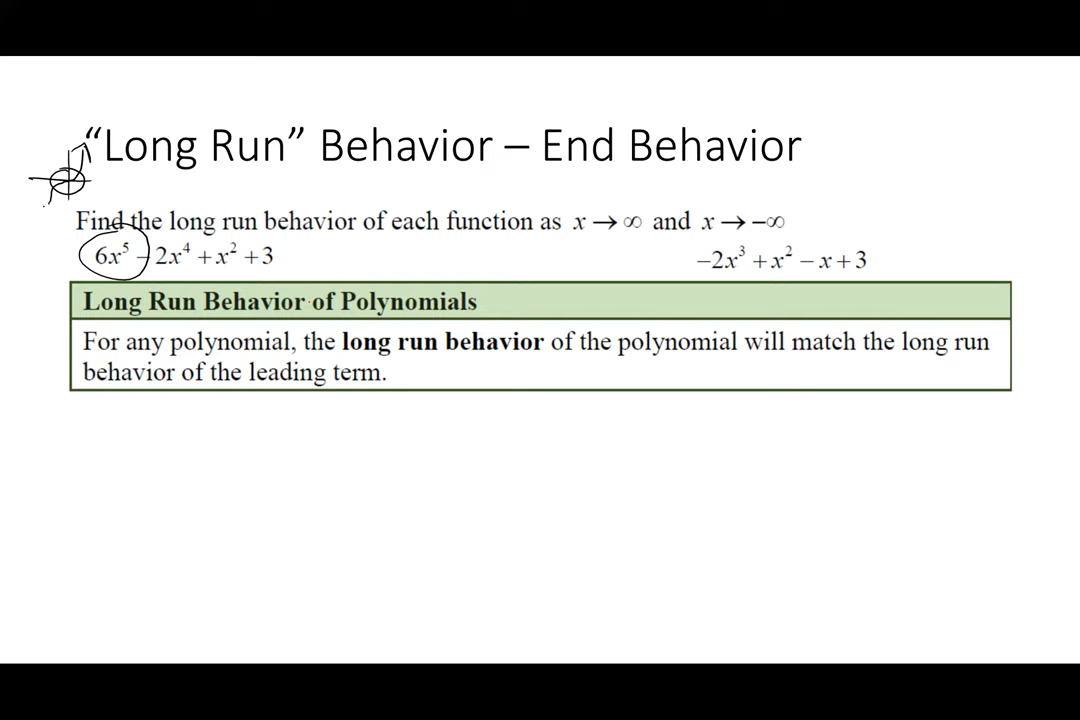 “Long Run” Behavior – End Behavior
Find the long run behavior of each function as x → ∞ and x → −∞
6x⁵ − 2x⁴ + x² + 3
−2x³ + x² − x + 3
Long Run Behavior of Polynomials
For any polynomial, the long run behavior of the polynomial will match the long run
behavior of the leading term.